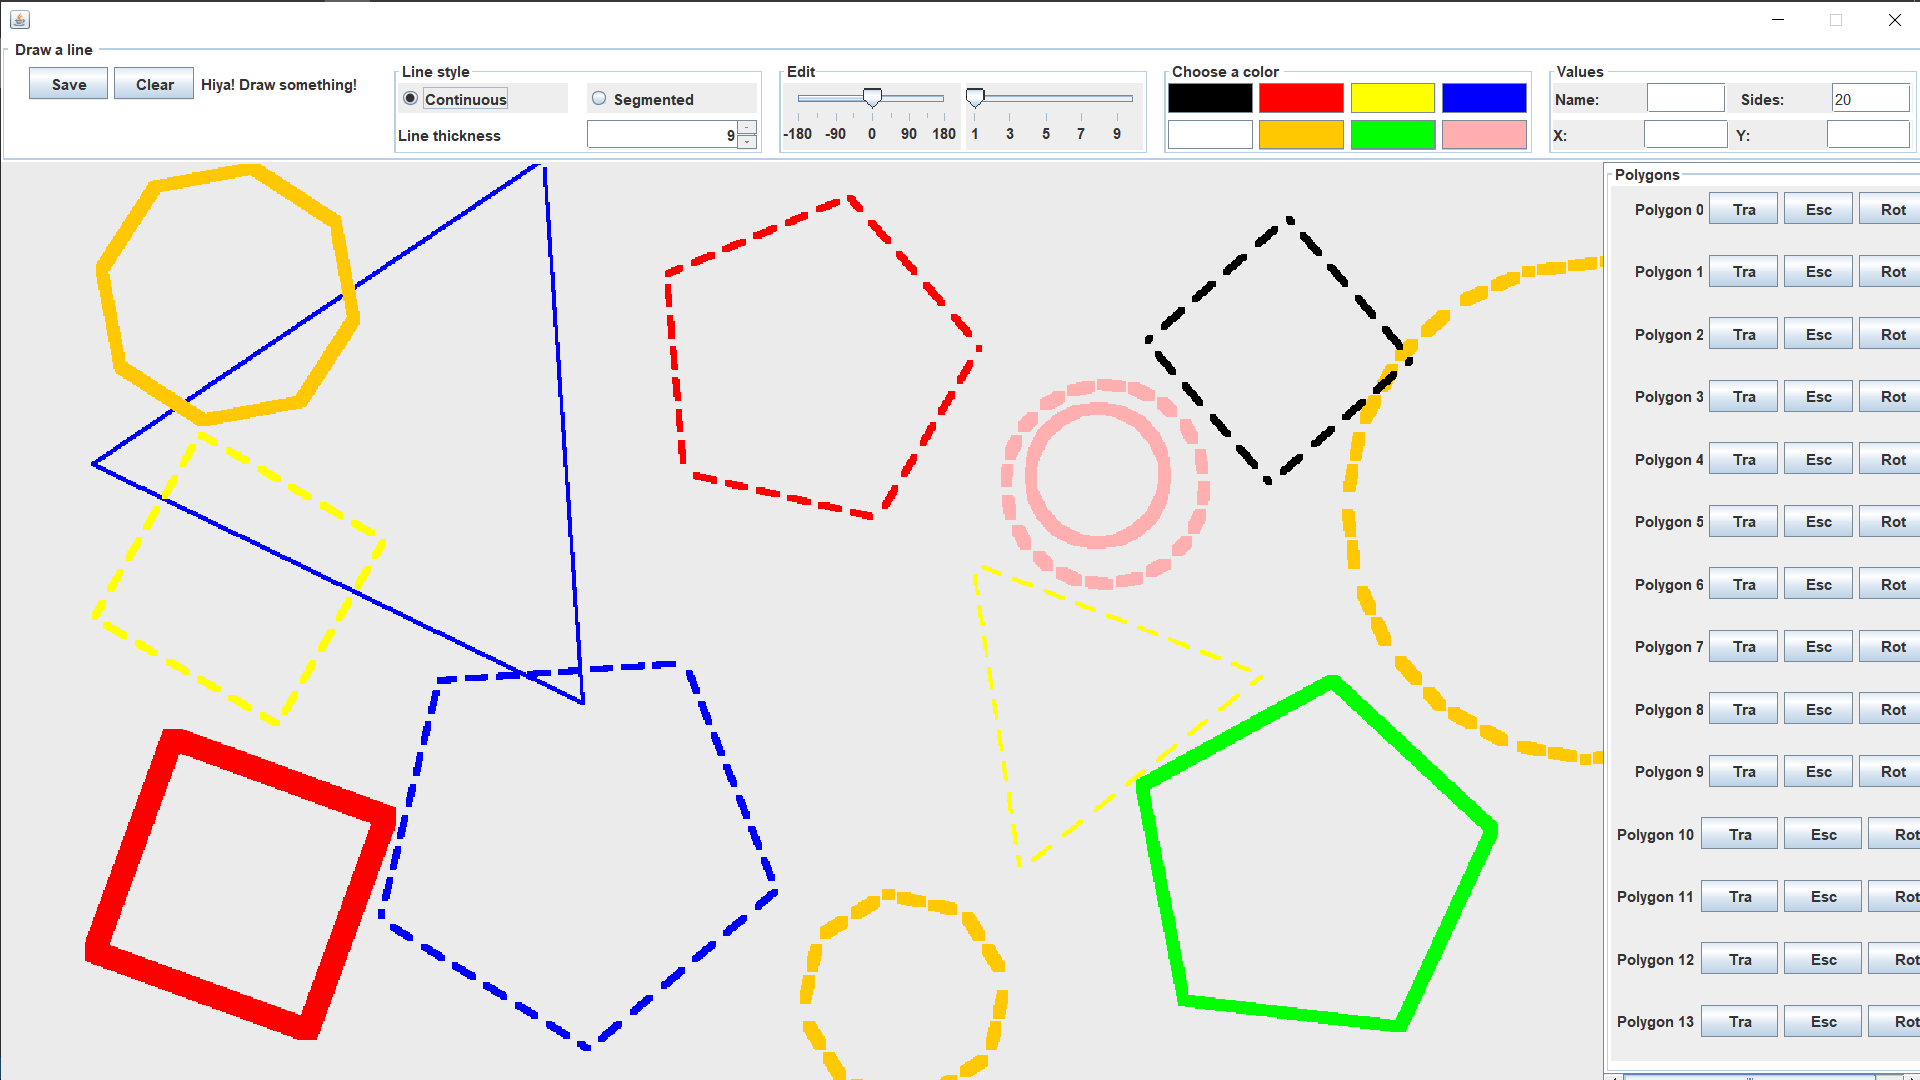 Draw a line
Save Clear Hiya! Draw something!
Line style
Continuous Segmented
Line thickness 9
Edit
-180 -90 0 90 180 1 3 5 7 9
Choose a color
Values
Name: Sides: 20
X: Y:
Polygons
Polygon 0 Tra Esc Rot
Polygon 1 Tra Esc Rot
Polygon 2 Tra Esc Rot
Polygon 3 Tra Esc Rot
Polygon 4 Tra Esc Rot
Polygon 5 Tra Esc Rot
Polygon 6 Tra Esc Rot
Polygon 7 Tra Esc Rot
Polygon 8 Tra Esc Rot
Polygon 9 Tra Esc Rot
Polygon 10 Tra Esc Rot
Polygon 11 Tra Esc Rot
Polygon 12 Tra Esc Rot
Polygon 13 Tra Esc Rot